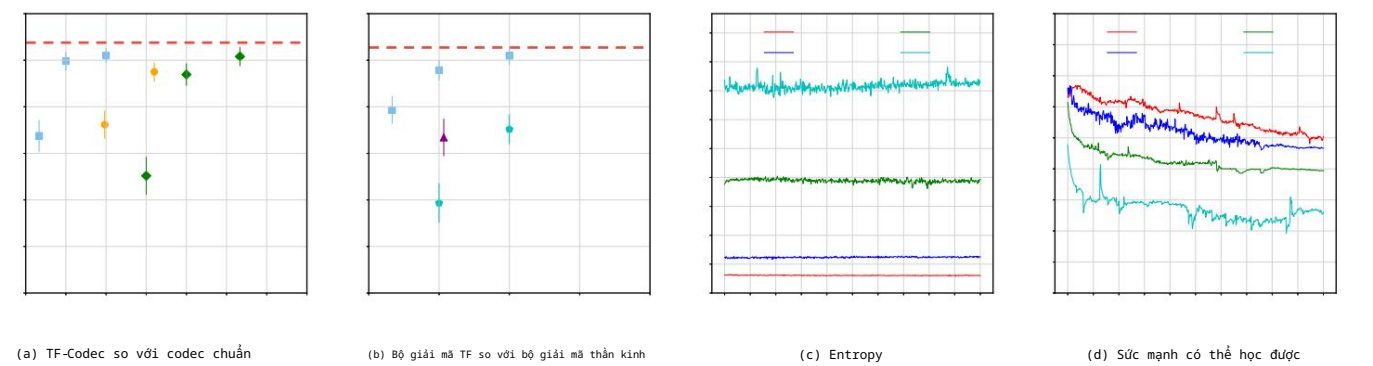 (a) TF-Codec so với codec chuẩn
(b) Bộ giải mã TF so với bộ giải mã thần kinh
(c) Entropy
(d) Sức mạnh có thể học được